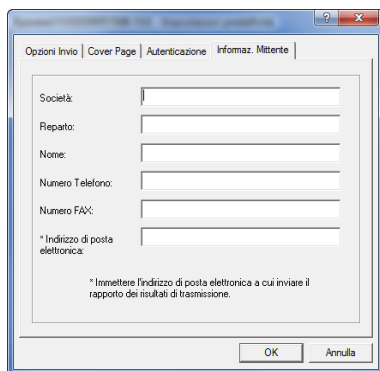 Opzioni Invio Cover Page Autenticazione Informaz. Mittente
Società:
Reparto:
Nome:
Numero Telefono:
Numero FAX:
* Indirizzo di posta
elettronica:
* Immettere l'indirizzo di posta elettronica a cui inviare il
rapporto dei risultati di trasmissione.
OK Annulla